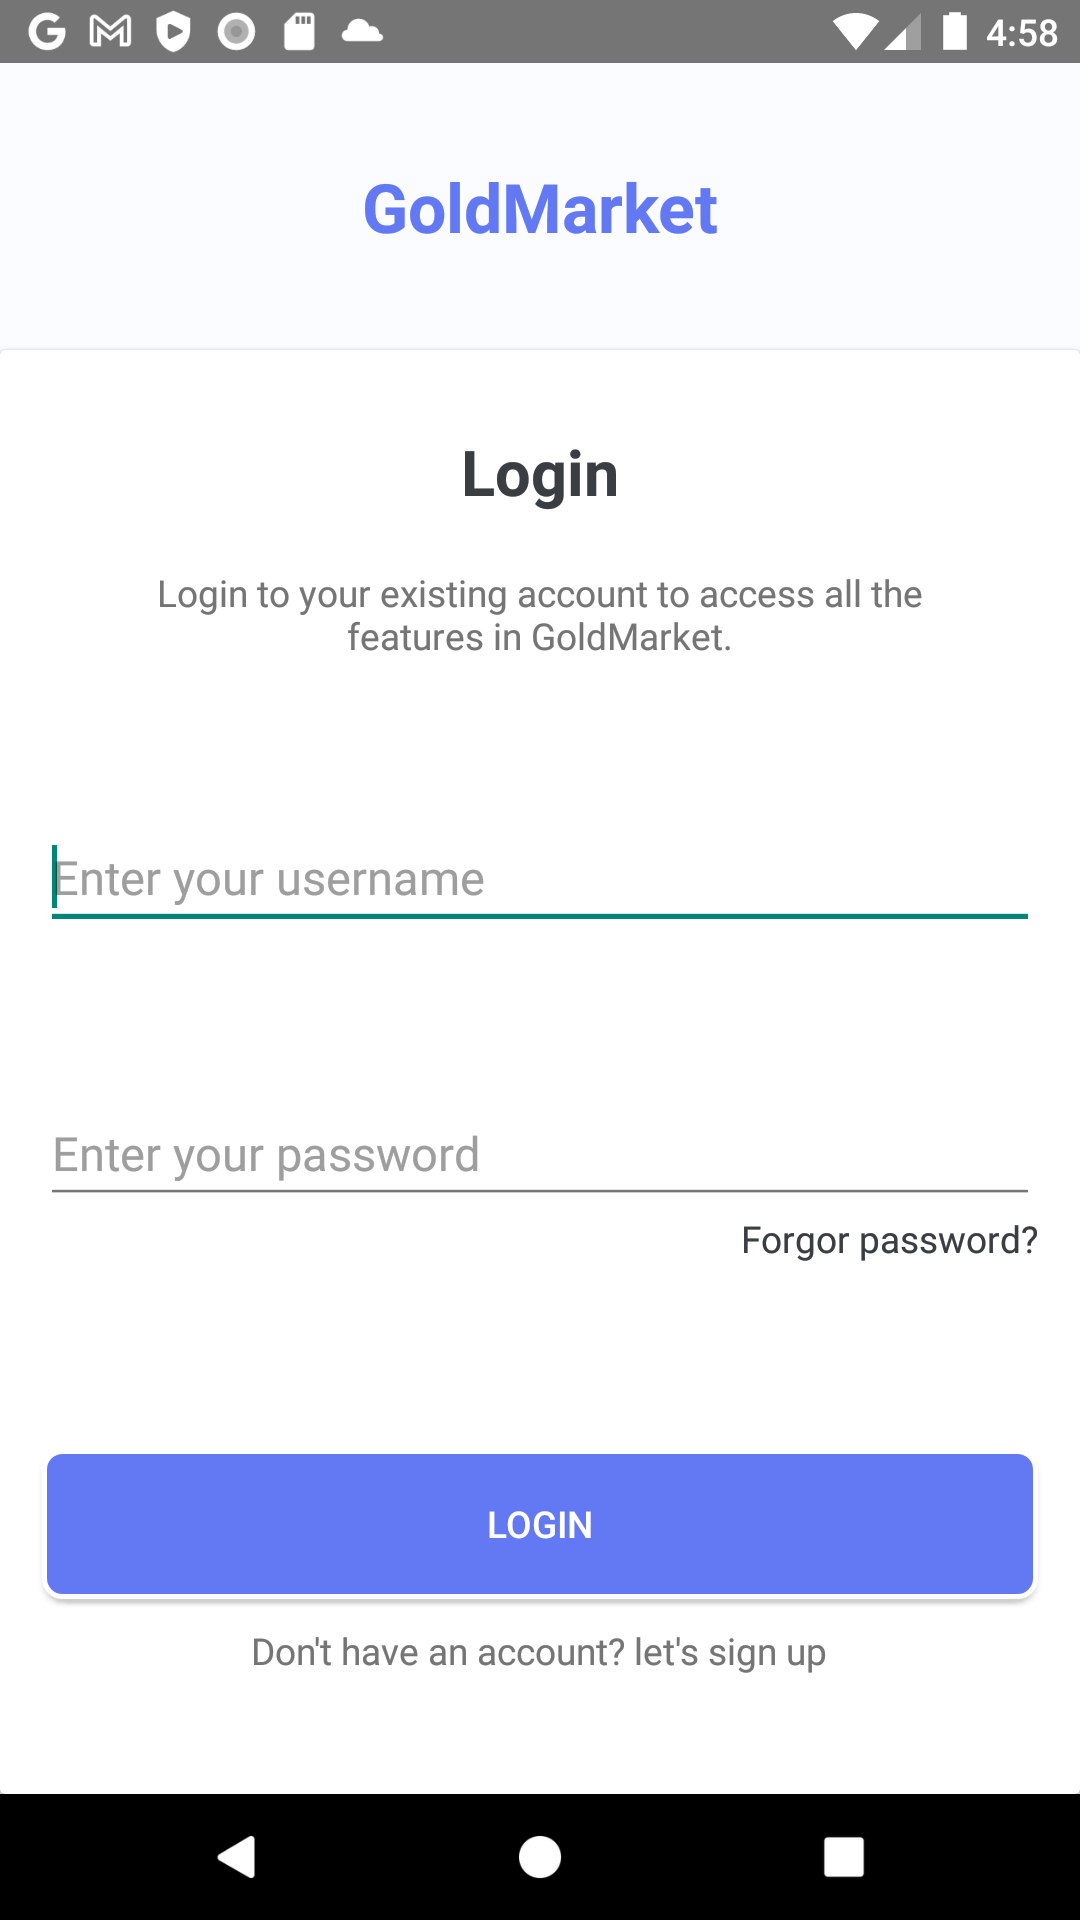 4:58
GoldMarket
Login
Login to your existing account to access all the
features in GoldMarket.
Enter your username
Enter your password
Forgor password?
LOGIN
Don't have an account? let's sign up